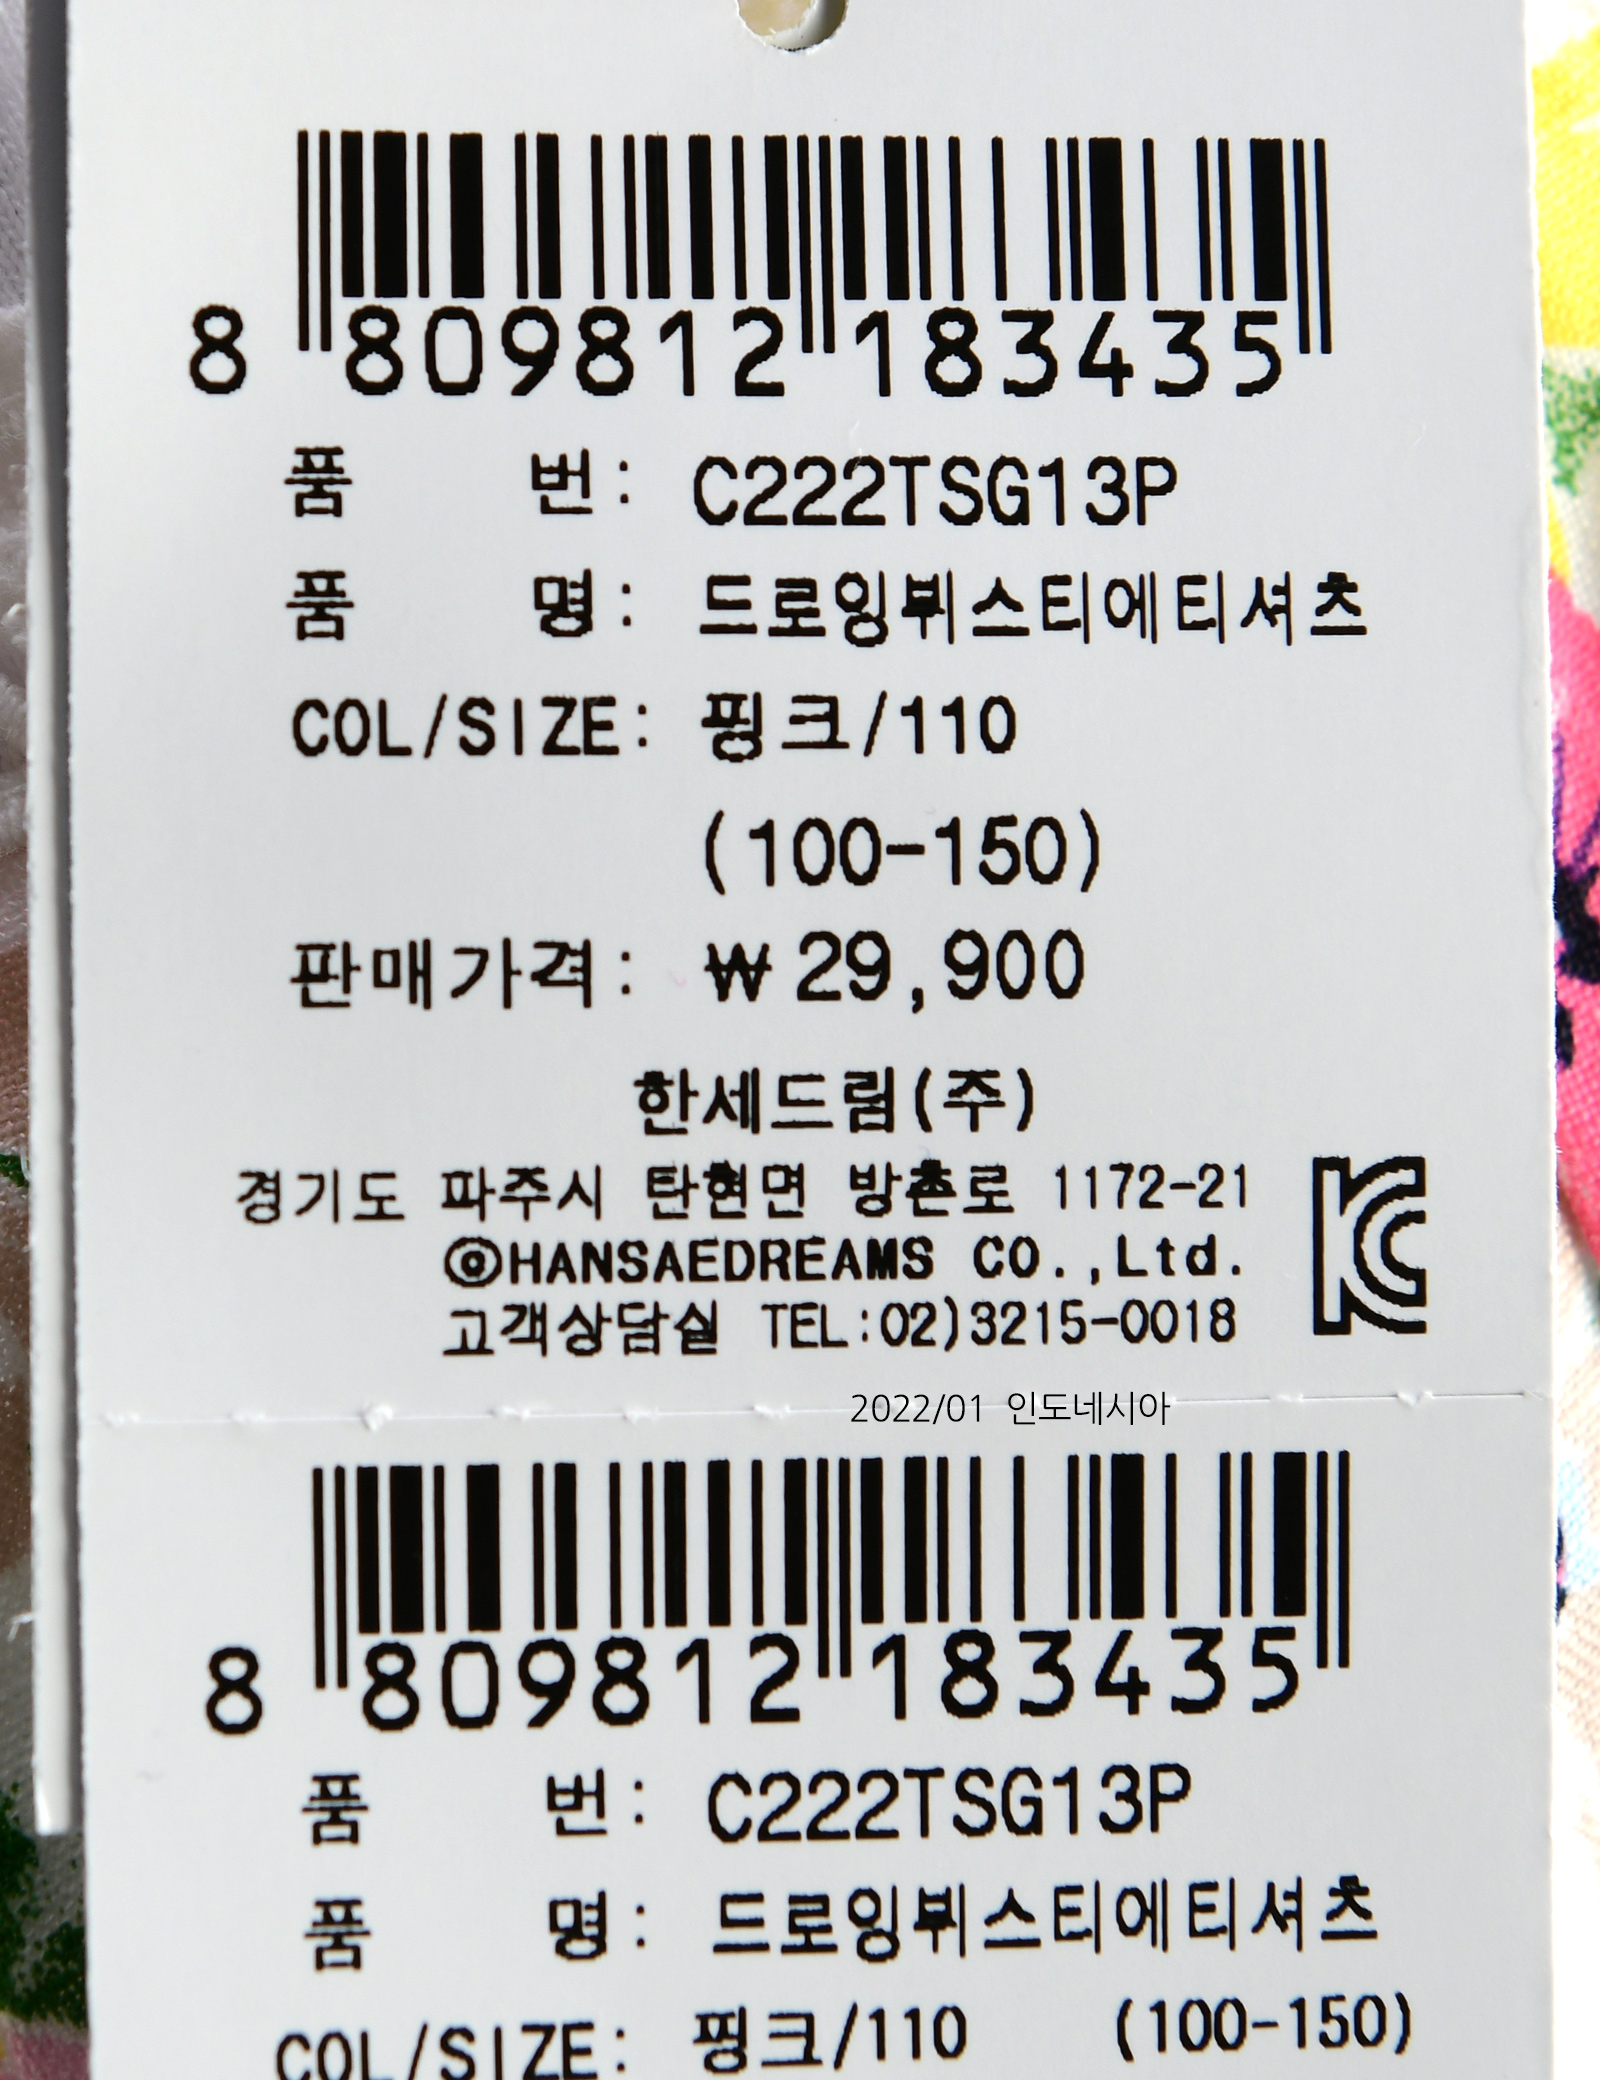 8 809812 183435
품 번: C222TSG13P
품 명: 드로잉뷔스티에티셔츠
COL/SIZE: 핑크/110
(100-150)
판매가격: ₩ 29,900
한세드림(주)
경기도 파주시 탄현면 방촌로 1172-21
©HANSAEDREAMS CO.,Ltd.
고객상담실 TEL:02)3215-0018
2022/01 인도네시아
8 809812 183435
품 번: C222TSG13P
품 명: 드로잉뷔스티에티셔츠
COL/SIZE: 핑크/110 (100-150)